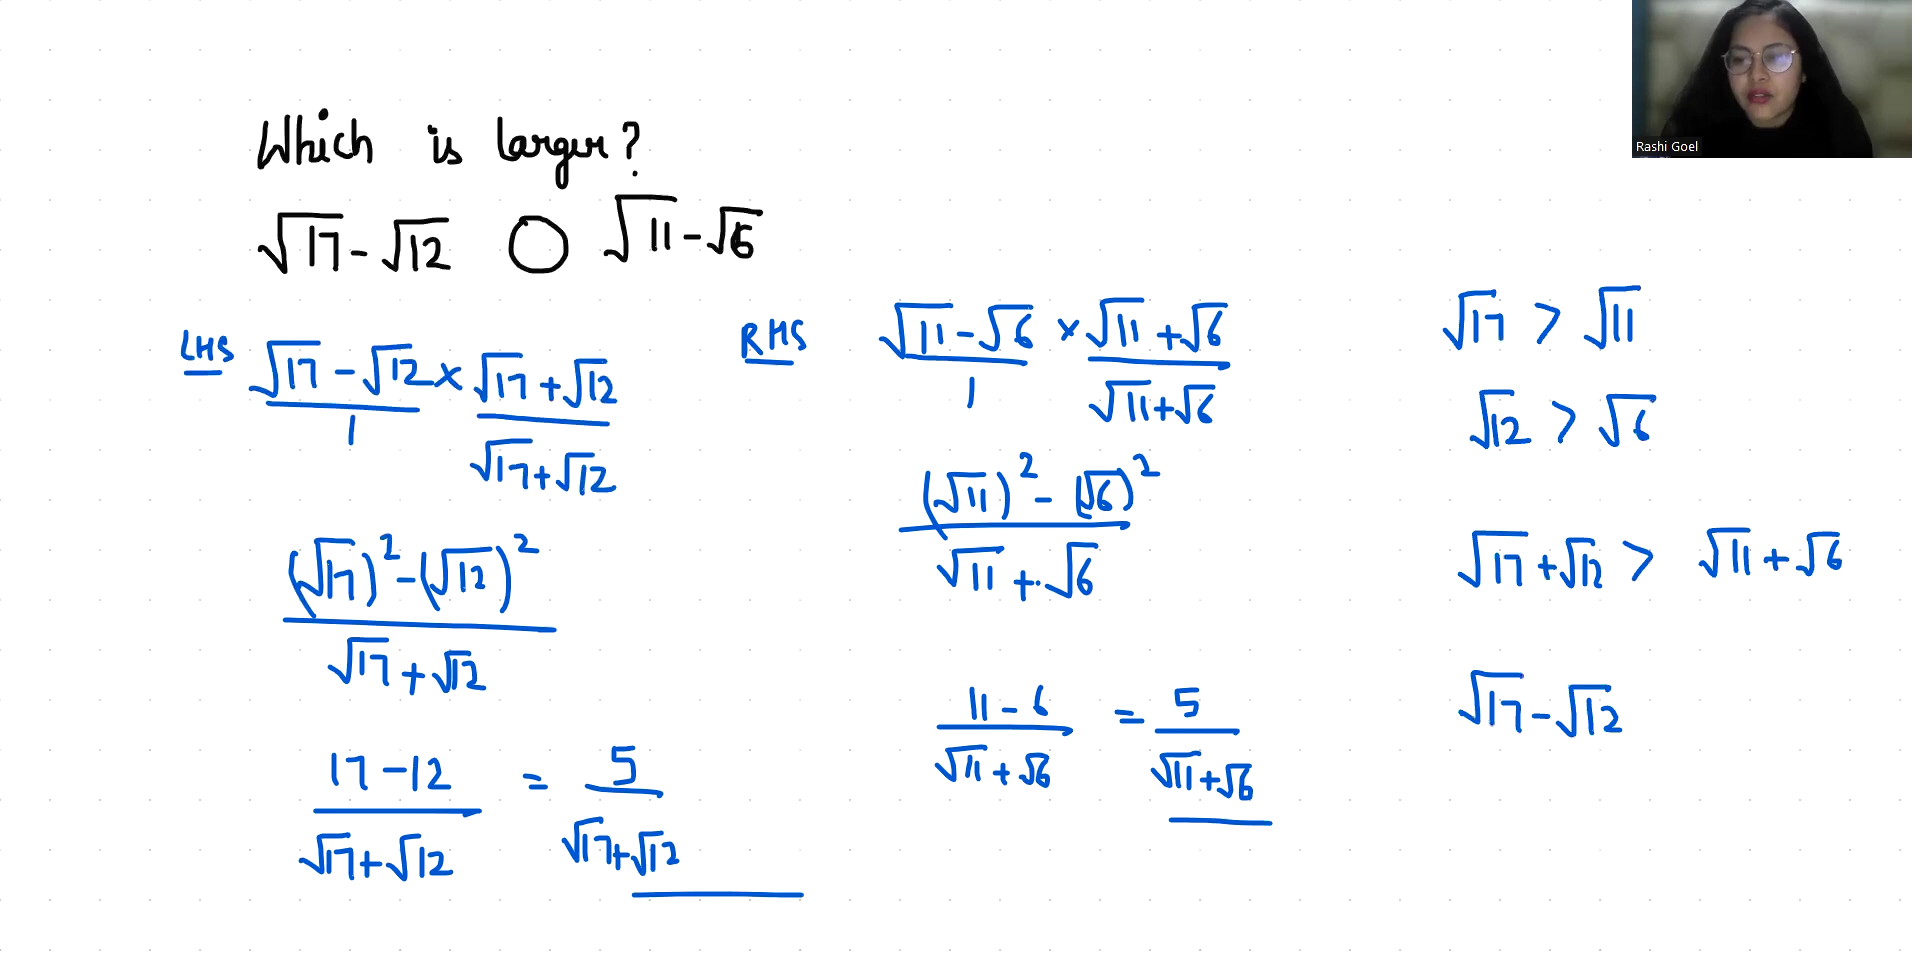 Rashi Goel
Which is larger?
√17 - √12 ○ √11 - √6
LHS
(√17 - √12)/1 × (√17 + √12)/(√17 + √12)
((√17)² - (√12)²)/(√17 + √12)
(17 - 12)/(√17 + √12) = 5/(√17 + √12)
RHS
(√11 - √6)/1 × (√11 + √6)/(√11 + √6)
((√11)² - (√6)²)/(√11 + √6)
(11 - 6)/(√11 + √6) = 5/(√11 + √6)
√17 > √11
√12 > √6
√17 + √12 > √11 + √6
√17 - √12